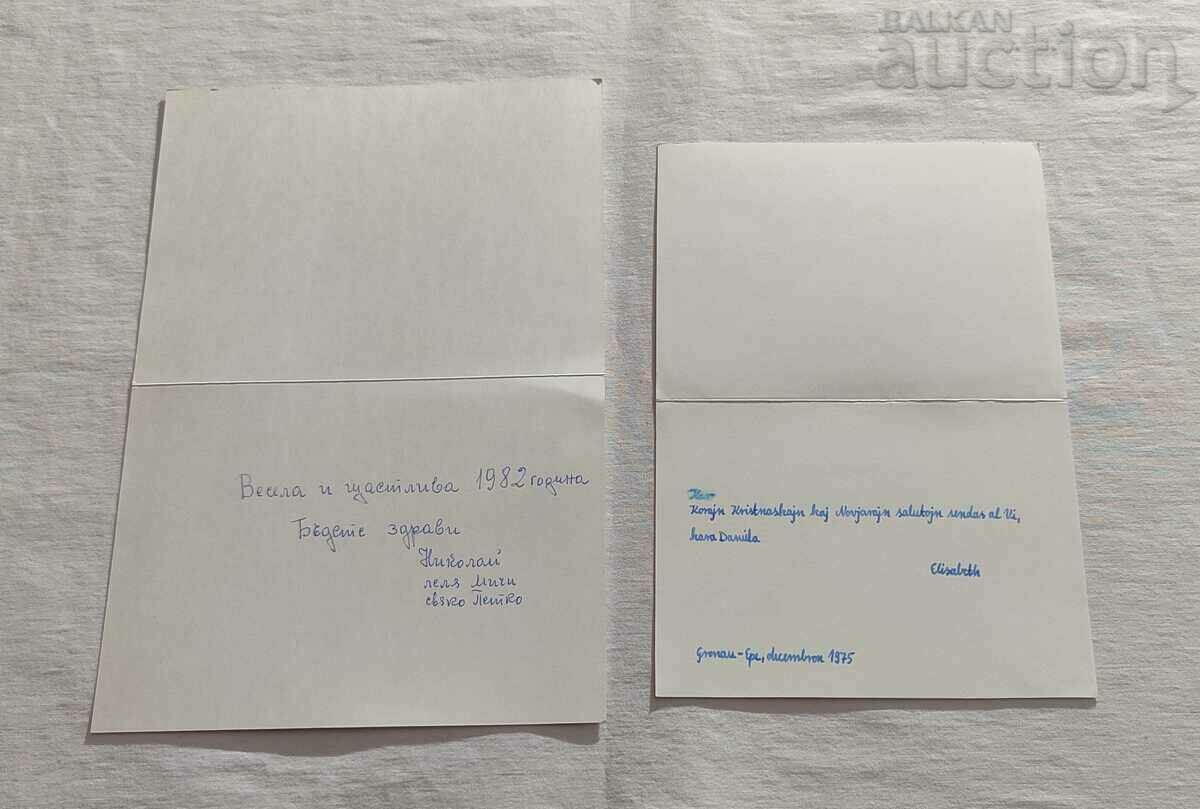 BALKAN
auction
Весела и щастлива 1982 година
Бъдете здрави
Николай
леля Мичи
свако Петко
Korajn Kristnaskajn kaj Novjarajn salutojn sendas al Vi,
kara Daniela
Elisabeth
Gronau-Epe, decembron 1975